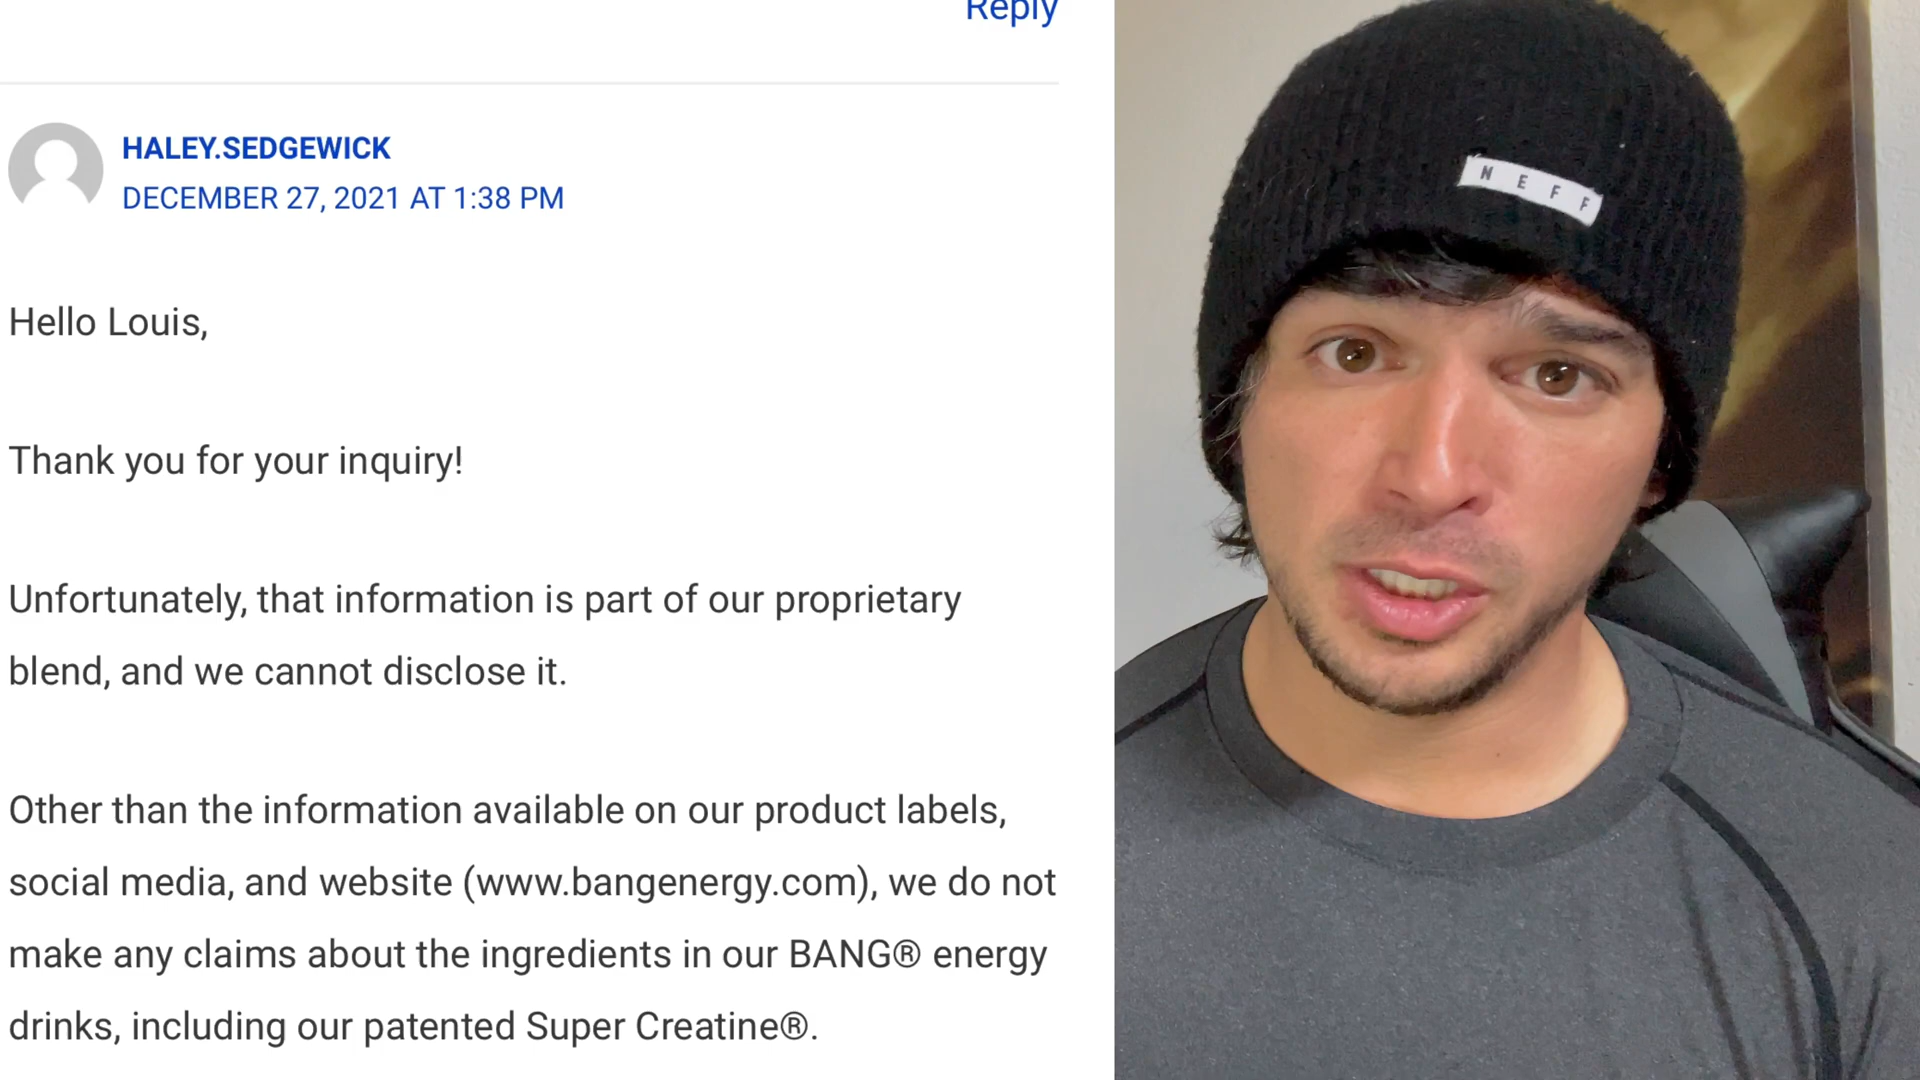 Reply
HALEY.SEDGEWICK
DECEMBER 27, 2021 AT 1:38 PM
Hello Louis,
Thank you for your inquiry!
Unfortunately, that information is part of our proprietary
blend, and we cannot disclose it.
Other than the information available on our product labels,
social media, and website (www.bangenergy.com), we do not
make any claims about the ingredients in our BANG® energy
drinks, including our patented Super Creatine®.
NEFF